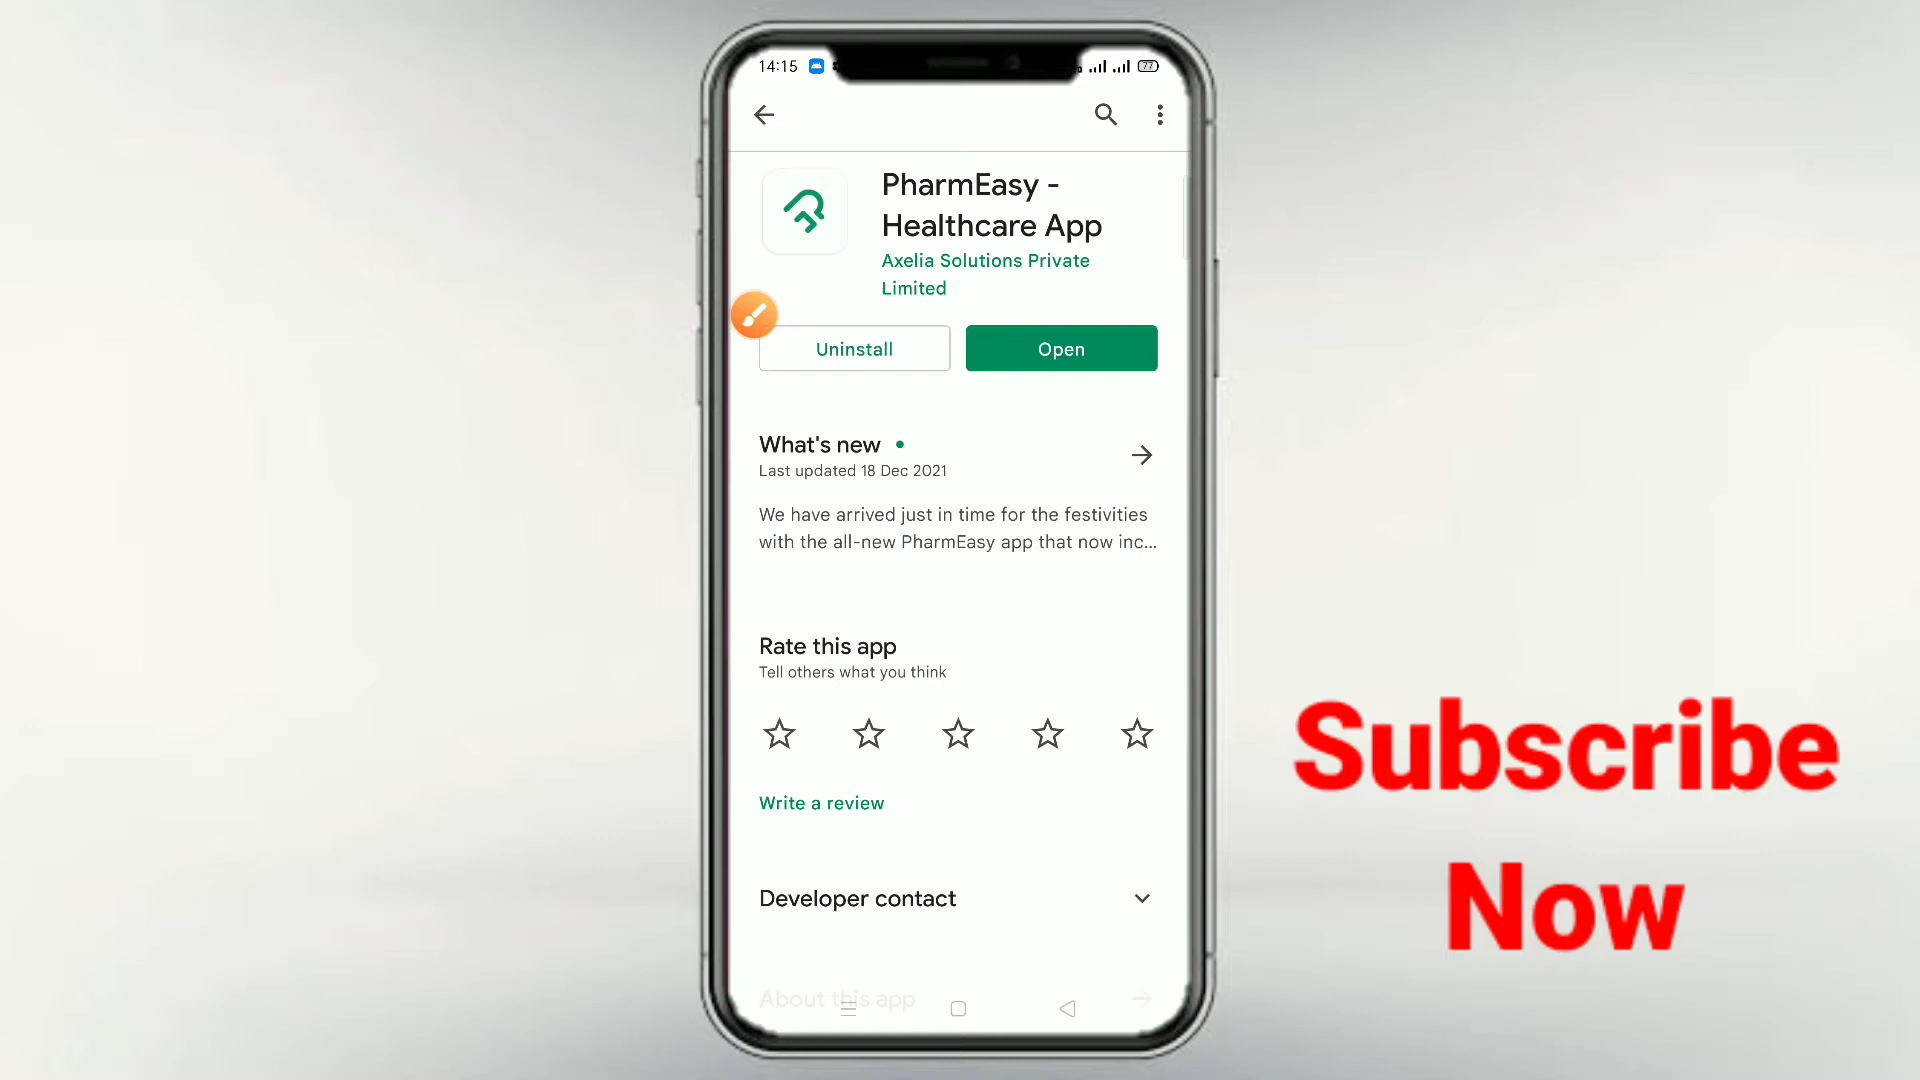 14:15
77
PharmEasy -
Healthcare App
Axelia Solutions Private
Limited
Uninstall
Open
What's new
Last updated 18 Dec 2021
We have arrived just in time for the festivities
with the all-new PharmEasy app that now inc...
Rate this app
Tell others what you think
Write a review
Developer contact
About this app
Subscribe
Now